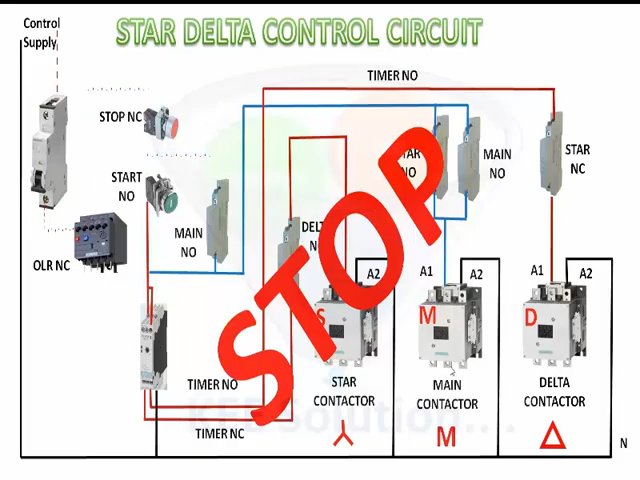 Control
Supply
STAR DELTA CONTROL CIRCUIT
TIMER NO
STOP NC
START
NO
MAIN
NO
OLR NC
NO
MAIN
NO
STAR
NC
STOP
A2
A1
A2
A1
A2
S
M
D
TIMER NO
TIMER NC
STAR
CONTACTOR
MAIN
CONTACTOR
M
DELTA
CONTACTOR
N